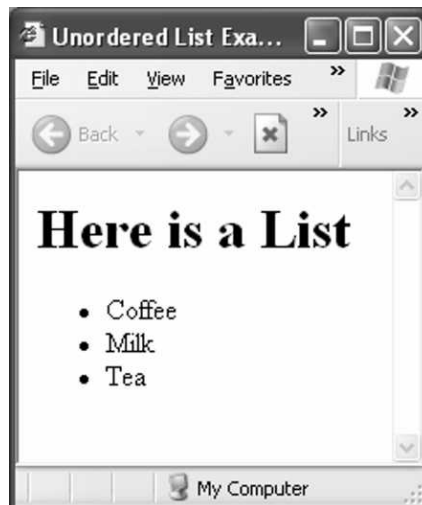 Unordered List Exa...
File Edit View Favorites »
Back » Links »
Here is a List
• Coffee
• Milk
• Tea
My Computer